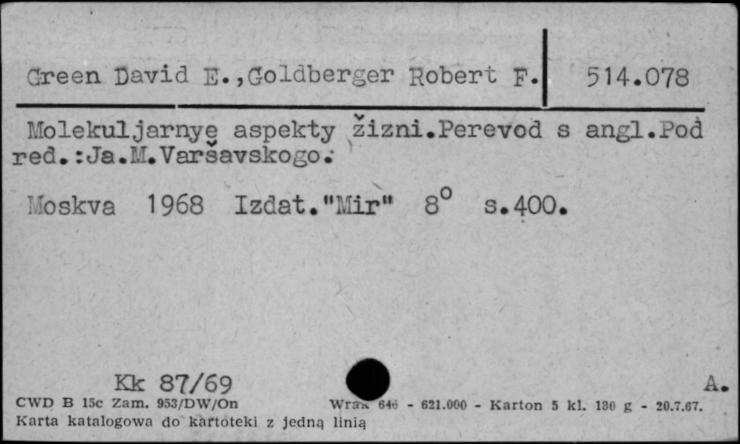 Green David E.,Goldberger Robert F. 514.078
Molekuljarnye aspekty žizni.Perevod s angl.Pod
red.:Ja.M.Varšavskogo.
Moskva 1968 Izdat."Mir" 8° s.400.
Kk 87/69 A.
CWD B 15c Zam. 953/DW/On 646 - 621.000 - Karton 5 kl. 180 g - 20.7.67.
Karta katalogowa do kartoteki z jedną linią